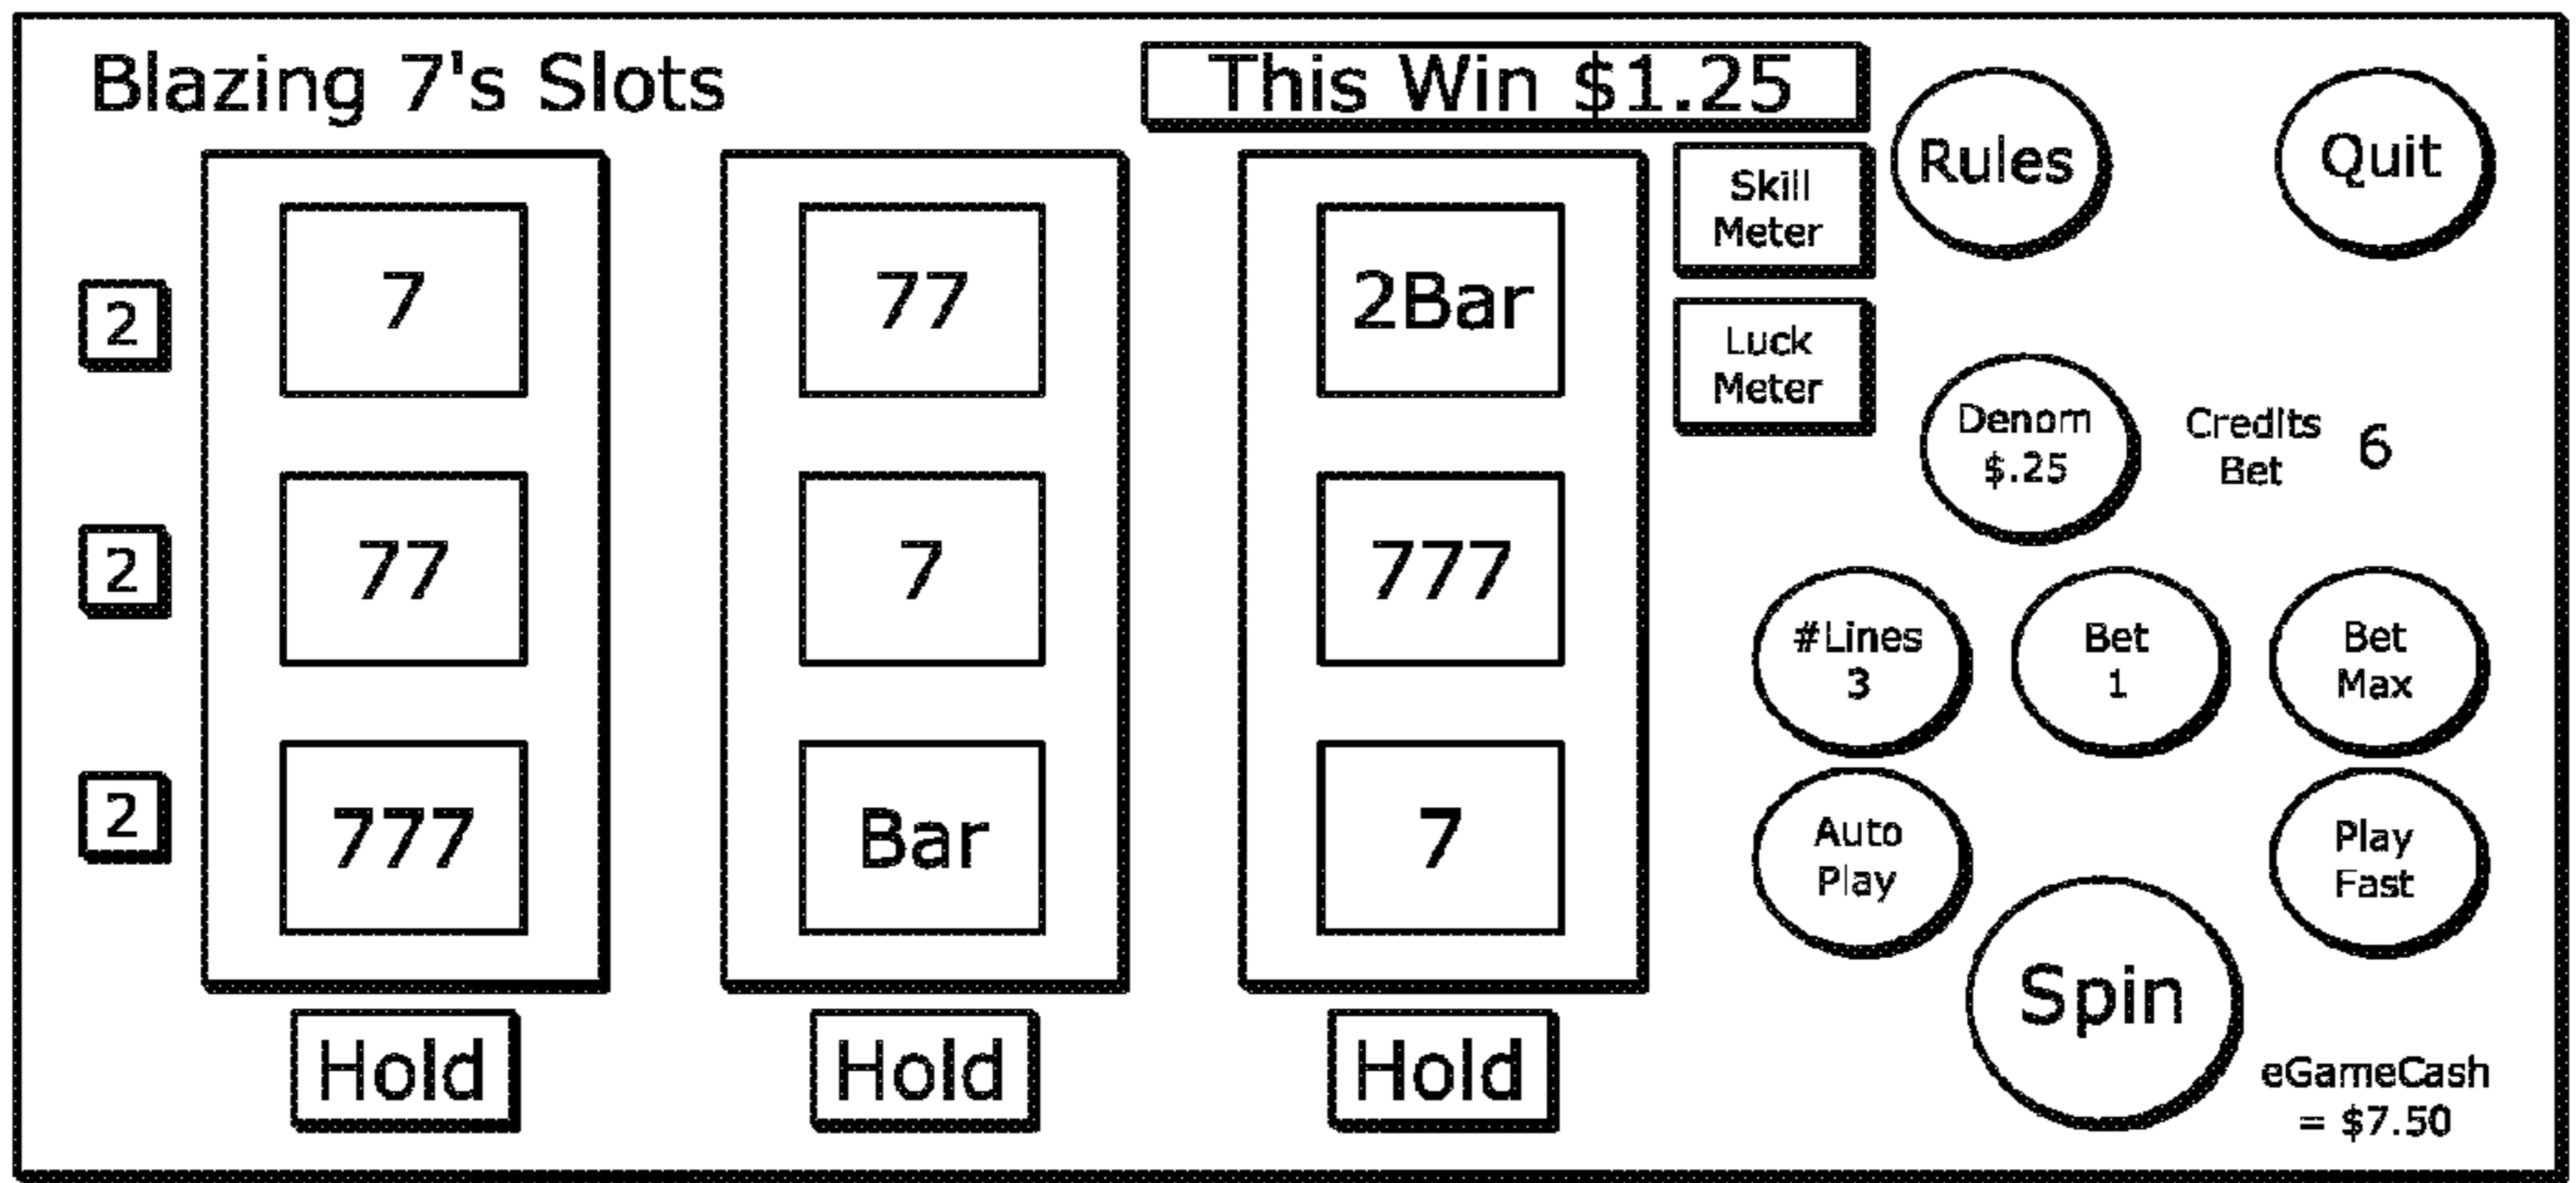 Blazing 7's Slots
This Win $1.25
Rules
Quit
Skill
Meter
Luck
Meter
2
7
77
2Bar
2
77
7
777
2
777
Bar
7
Hold
Hold
Hold
Denom
$.25
Credits
Bet
6
#Lines
3
Bet
1
Bet
Max
Auto
Play
Play
Fast
Spin
eGameCash
= $7.50